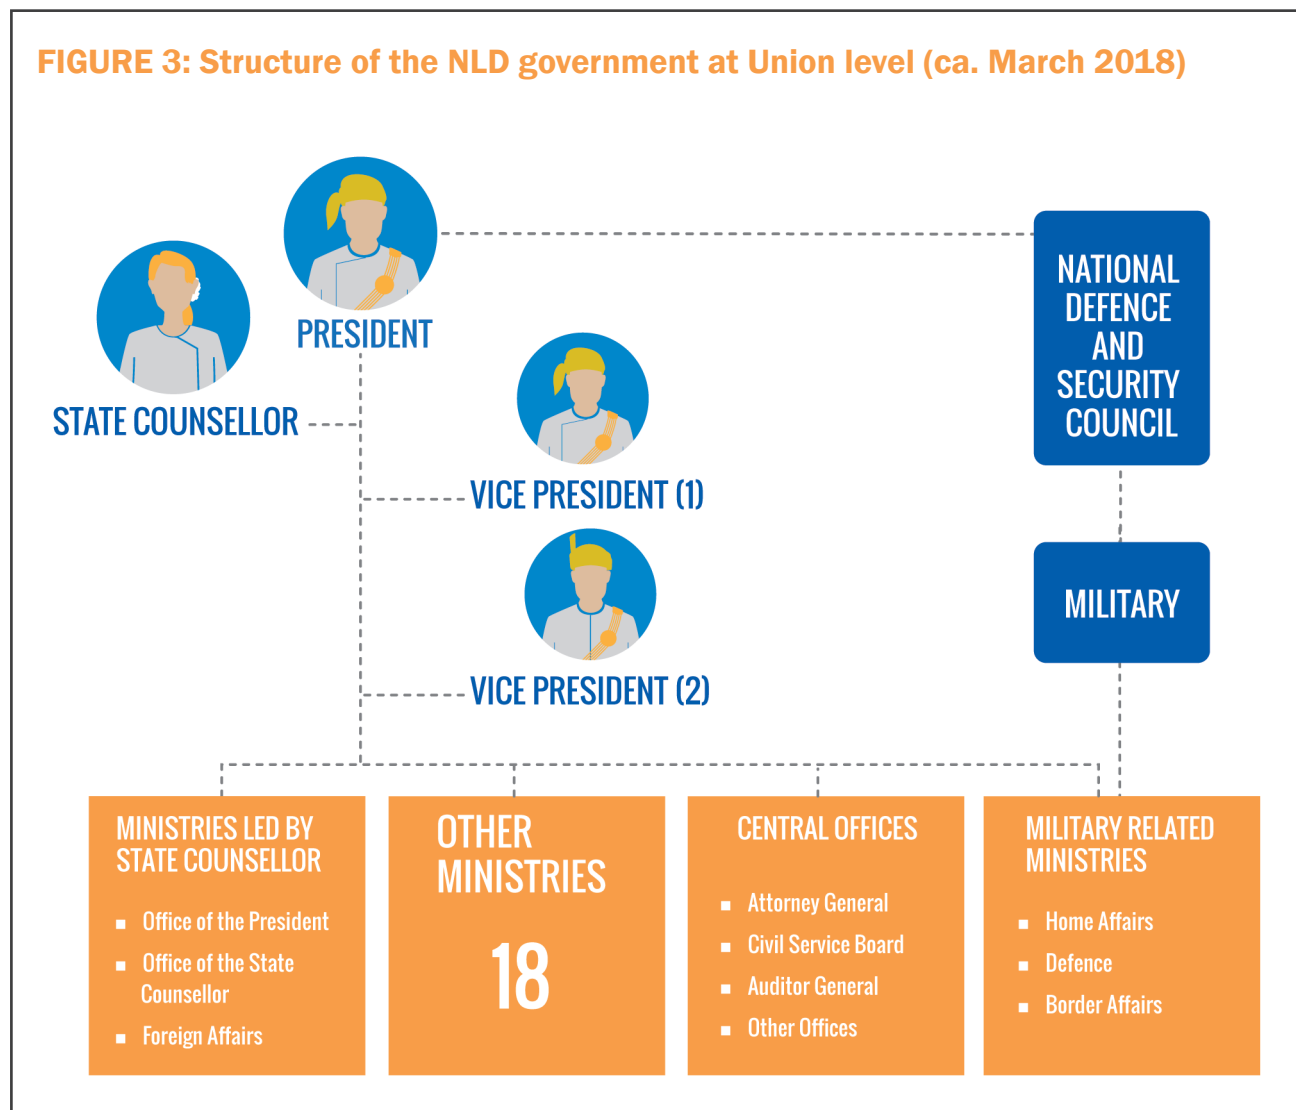 FIGURE 3: Structure of the NLD government at Union level (ca. March 2018)
PRESIDENT
STATE COUNSELLOR
VICE PRESIDENT (1)
VICE PRESIDENT (2)
NATIONAL
DEFENCE
AND
SECURITY
COUNCIL
MILITARY
MINISTRIES LED BY
STATE COUNSELLOR
▪ Office of the President
▪ Office of the State
Counsellor
▪ Foreign Affairs
OTHER
MINISTRIES
18
CENTRAL OFFICES
▪ Attorney General
▪ Civil Service Board
▪ Auditor General
▪ Other Offices
MILITARY RELATED
MINISTRIES
▪ Home Affairs
▪ Defence
▪ Border Affairs